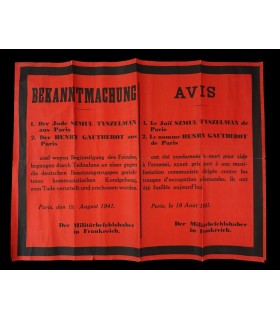 BEKANNTMACHUNG
1. Der Jude SZMUL TYSZELMAN
aus Paris
2. Der HENRY GAUTHEROT aus
Paris
sind wegen Begünstigung des Feindes,
begangen durch Teilnahme an einer gegen
die deutschen Besatzungstruppen gerich-
teten kommunistischen Kundgebung,
zum Tode verurteilt und erschossen worden.
Paris, den 19. August 1941.
Der Militärbefehlshaber
in Frankreich.
AVIS
1. Le Juif SZMUL TYSZELMAN de
Paris
2. Le nommé HENRY GAUTHEROT
de Paris
ont été condamnés à mort pour aide
à l'ennemi, ayant pris part à une mani-
festation communiste dirigée contre les
troupes d'occupation allemandes. Ils ont
été fusillés aujourd'hui.
Paris, le 19 Août 1941.
Der Militärbefehlshaber
in Frankreich.